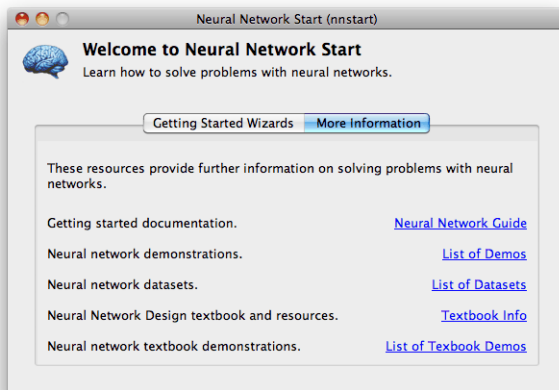 Neural Network Start (nnstart)
Welcome to Neural Network Start
Learn how to solve problems with neural networks.
Getting Started Wizards More Information
These resources provide further information on solving problems with neural
networks.
Getting started documentation. Neural Network Guide
Neural network demonstrations. List of Demos
Neural network datasets. List of Datasets
Neural Network Design textbook and resources. Textbook Info
Neural network textbook demonstrations. List of Texbook Demos